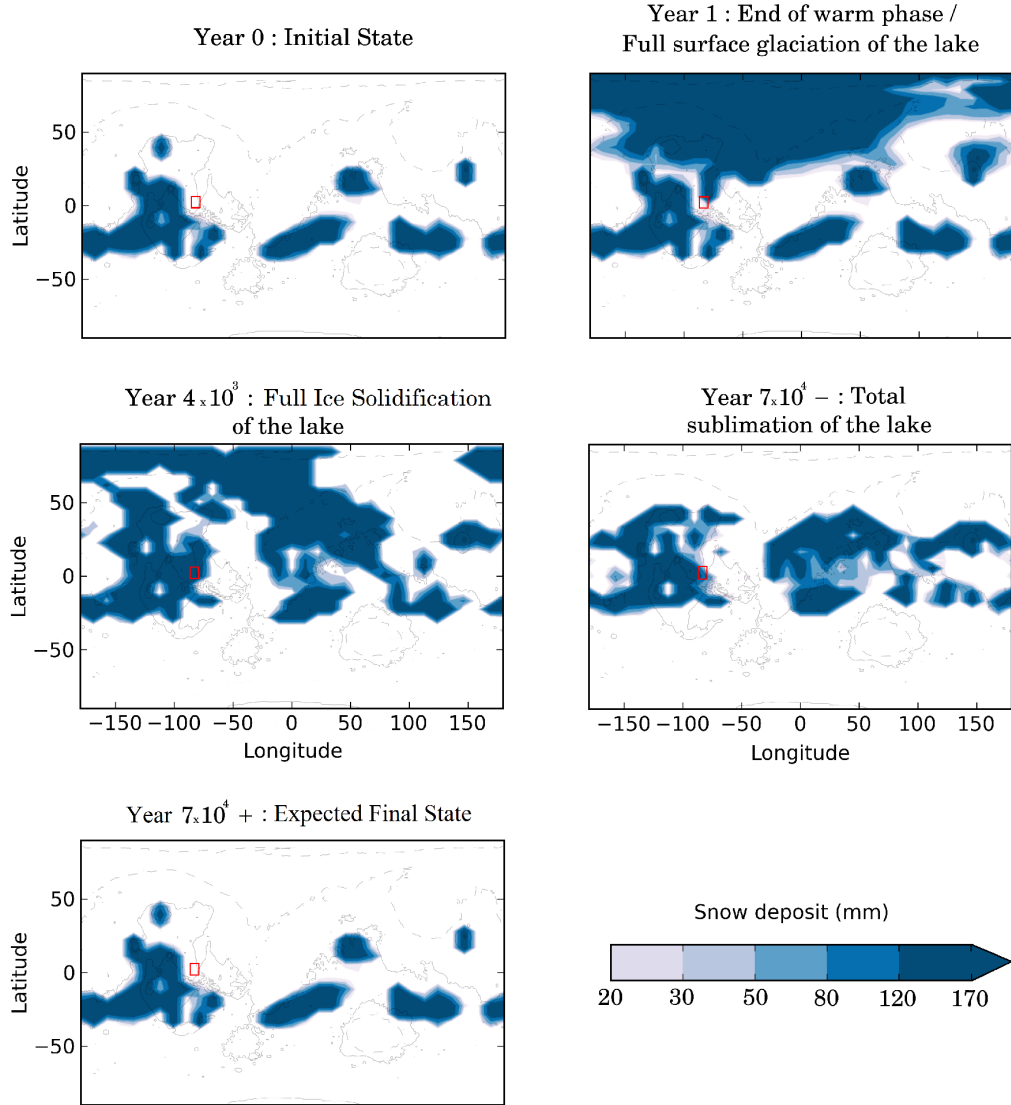 Year 0 : Initial State
Year 1 : End of warm phase /
Full surface glaciation of the lake
50
0
−50
Latitude
Year 4 x 10³ : Full Ice Solidification
of the lake
Year 7x10⁴ − : Total
sublimation of the lake
50
0
−50
Latitude
−150 −100 −50 0 50 100 150
Longitude
−150 −100 −50 0 50 100 150
Longitude
Year 7x10⁴ + : Expected Final State
50
0
−50
Latitude
Snow deposit (mm)
20 30 50 80 120 170